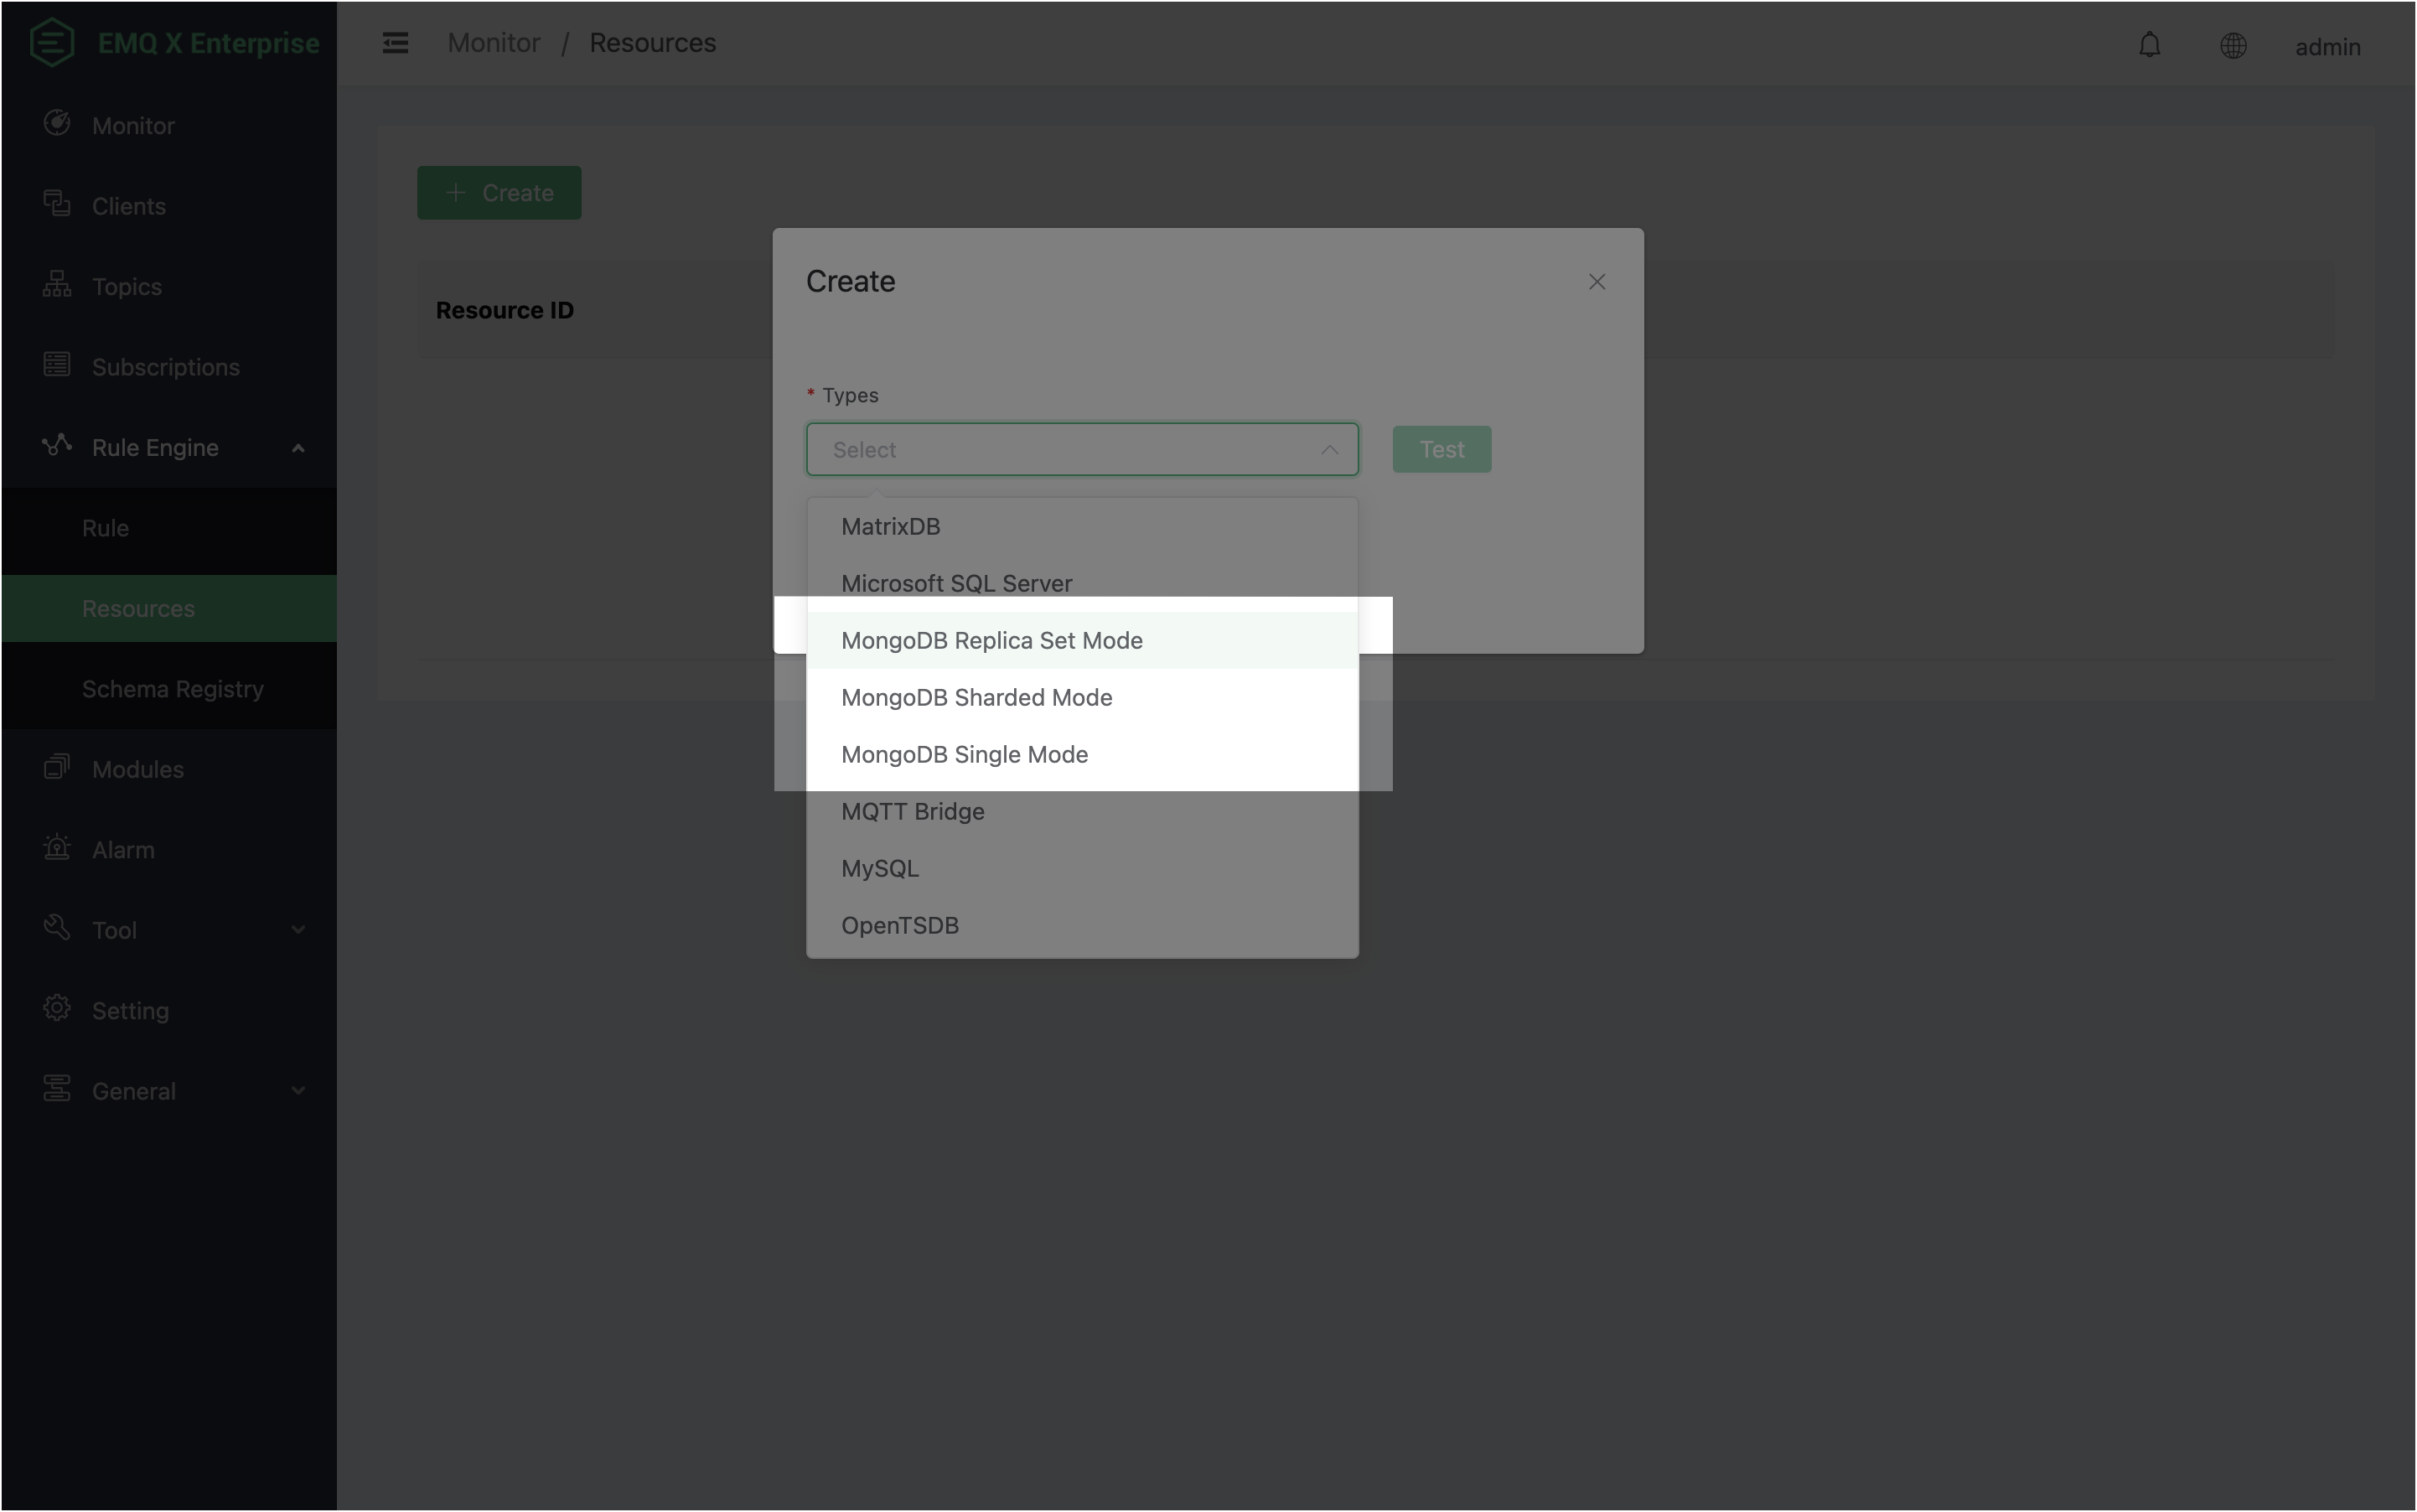 EMQ X Enterprise
Monitor / Resources
admin
Monitor
Clients
Topics
Subscriptions
Rule Engine
Rule
Resources
Schema Registry
Modules
Alarm
Tool
Setting
General
+ Create
Resource ID
Create
* Types
Select
Test
MatrixDB
Microsoft SQL Server
MongoDB Replica Set Mode
MongoDB Sharded Mode
MongoDB Single Mode
MQTT Bridge
MySQL
OpenTSDB